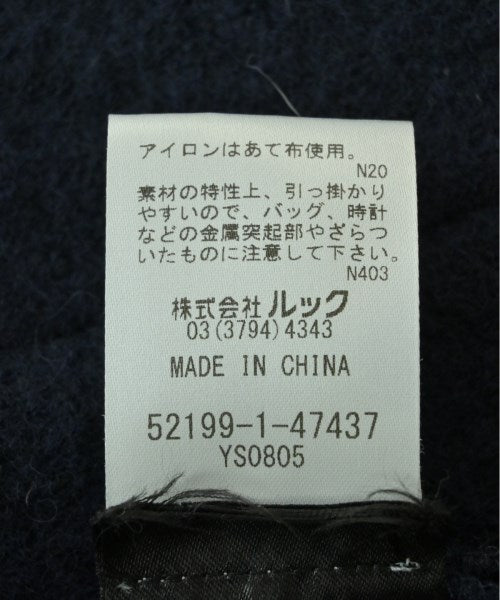 アイロンはあて布使用。
N20
素材の特性上、引っ掛かり
やすいので、バッグ、時計
などの金属突起部やざらつ
いたものに注意して下さい。
N403
株式会社ルック
03(3794)4343
MADE IN CHINA
52199-1-47437
YS0805